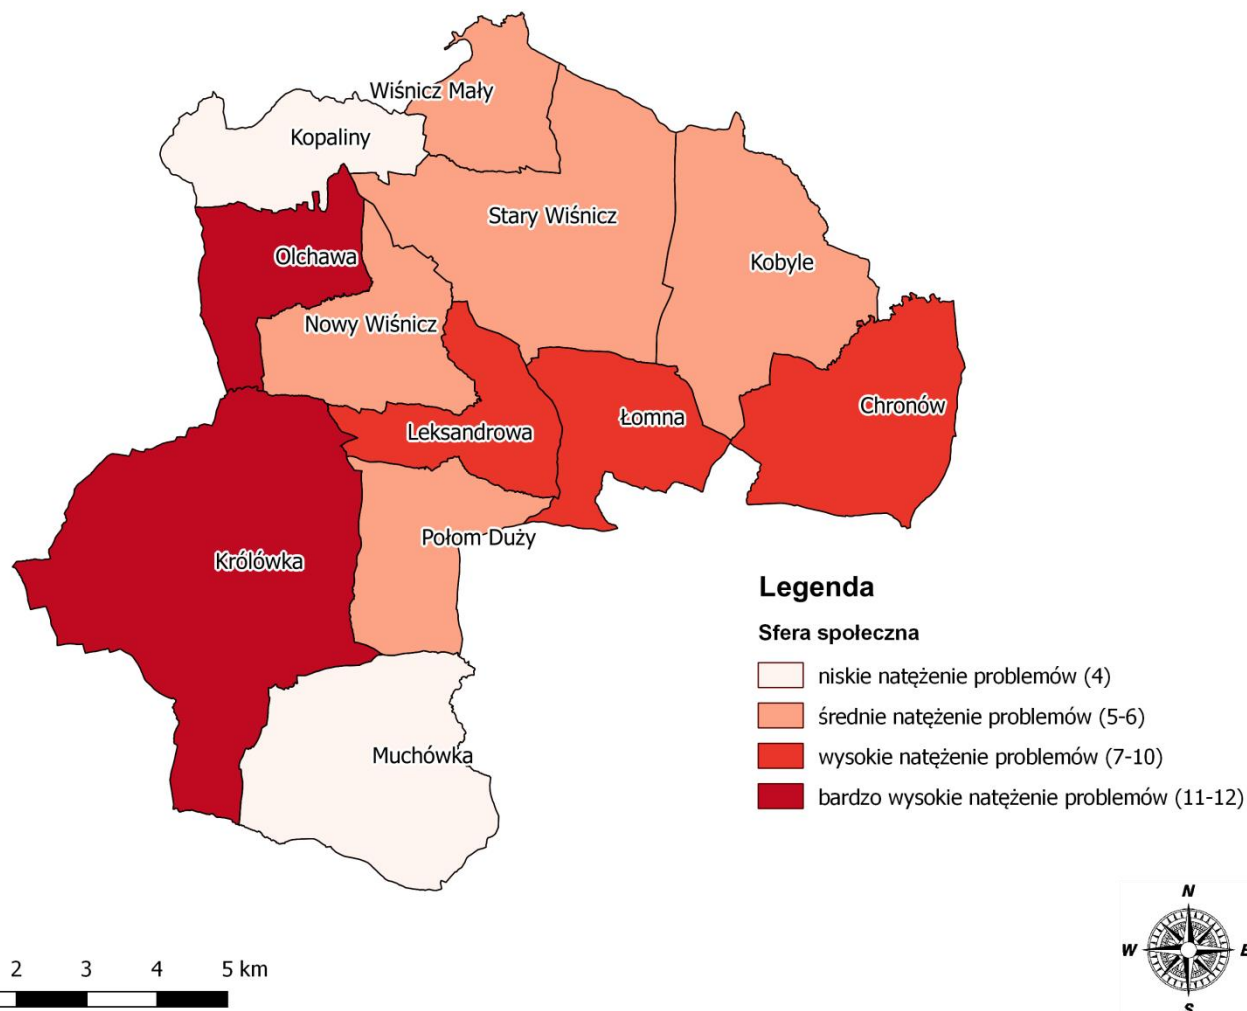 Wiśnicz Mały
Kopaliny
Stary Wiśnicz
Olchawa
Kobyle
Nowy Wiśnicz
Chronów
Łomna
Leksandrowa
Połom Duży
Królówka
Muchówka
Legenda
Sfera społeczna
niskie natężenie problemów (4)
średnie natężenie problemów (5-6)
wysokie natężenie problemów (7-10)
bardzo wysokie natężenie problemów (11-12)
N
W E
S
2 3 4 5 km